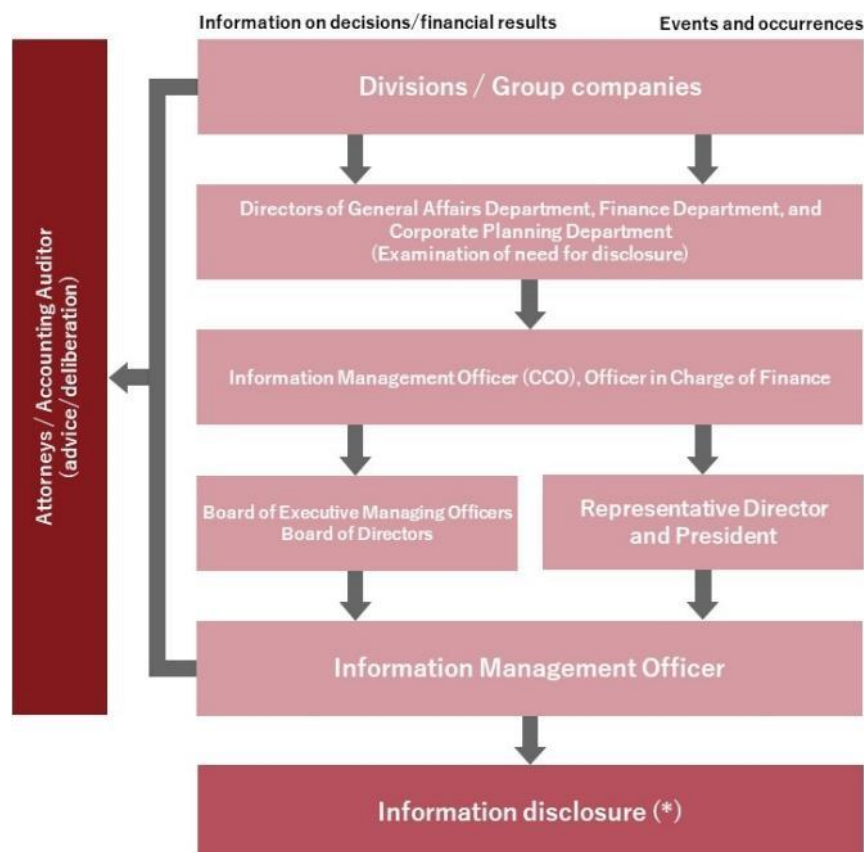 Information on decisions/financial results
Events and occurrences
Divisions / Group companies
Directors of General Affairs Department, Finance Department, and
Corporate Planning Department
(Examination of need for disclosure)
Attorneys / Accounting Auditor
(advice/deliberation)
Information Management Officer (CCO), Officer in Charge of Finance
Board of Executive Managing Officers
Board of Directors
Representative Director
and President
Information Management Officer
Information disclosure (*)